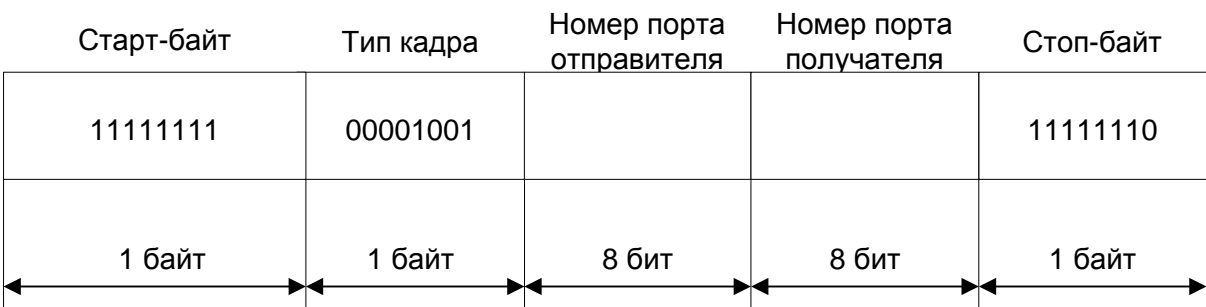 Старт-байт
Тип кадра
Номер порта
отправителя
Номер порта
получателя
Стоп-байт
11111111
00001001
11111110
1 байт
1 байт
8 бит
8 бит
1 байт